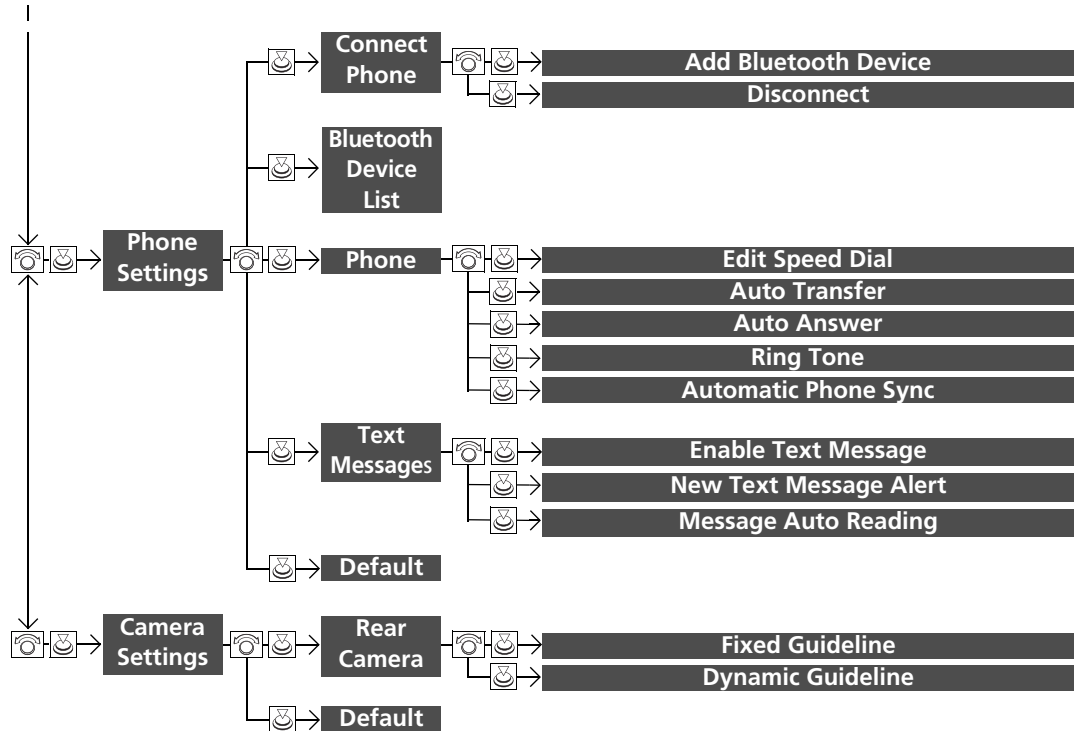 Connect
Phone
Add Bluetooth Device
Disconnect
Bluetooth
Device
List
Phone
Settings
Phone
Edit Speed Dial
Auto Transfer
Auto Answer
Ring Tone
Automatic Phone Sync
Text
Messages
Enable Text Message
New Text Message Alert
Message Auto Reading
Default
Camera
Settings
Rear
Camera
Fixed Guideline
Dynamic Guideline
Default